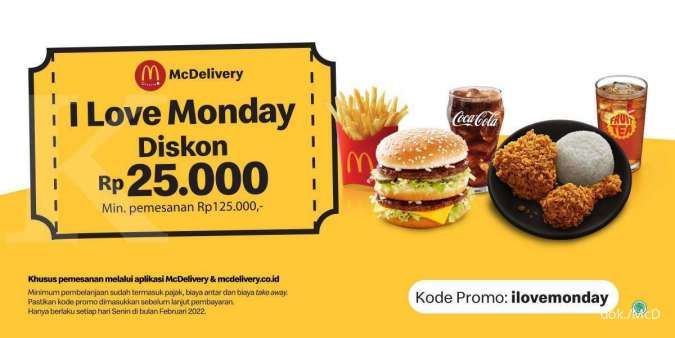 McDelivery
I Love Monday
Diskon
Rp 25.000
Min. pemesanan Rp125.000,-
Coca-Cola
FRUIT
TEA
Khusus pemesanan melalui aplikasi McDelivery & mcdelivery.co.id
Minimum pembelanjaan sudah termasuk pajak, biaya antar dan biaya take away.
Pastikan kode promo dimasukkan sebelum lanjut pembayaran.
Hanya berlaku setiap hari Senin di bulan Februari 2022.
Kode Promo: ilovemonday
dok./McD